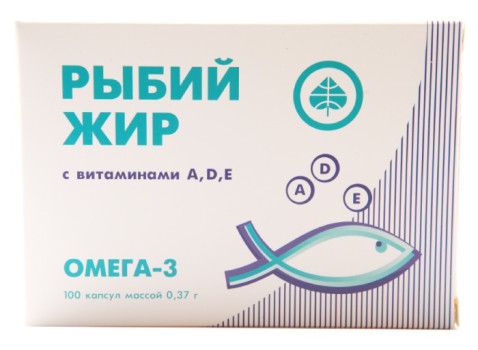 РЫБИЙ
ЖИР
с витаминами A,D,E
A
D
E
ОМЕГА-3
100 капсул массой 0,37 г